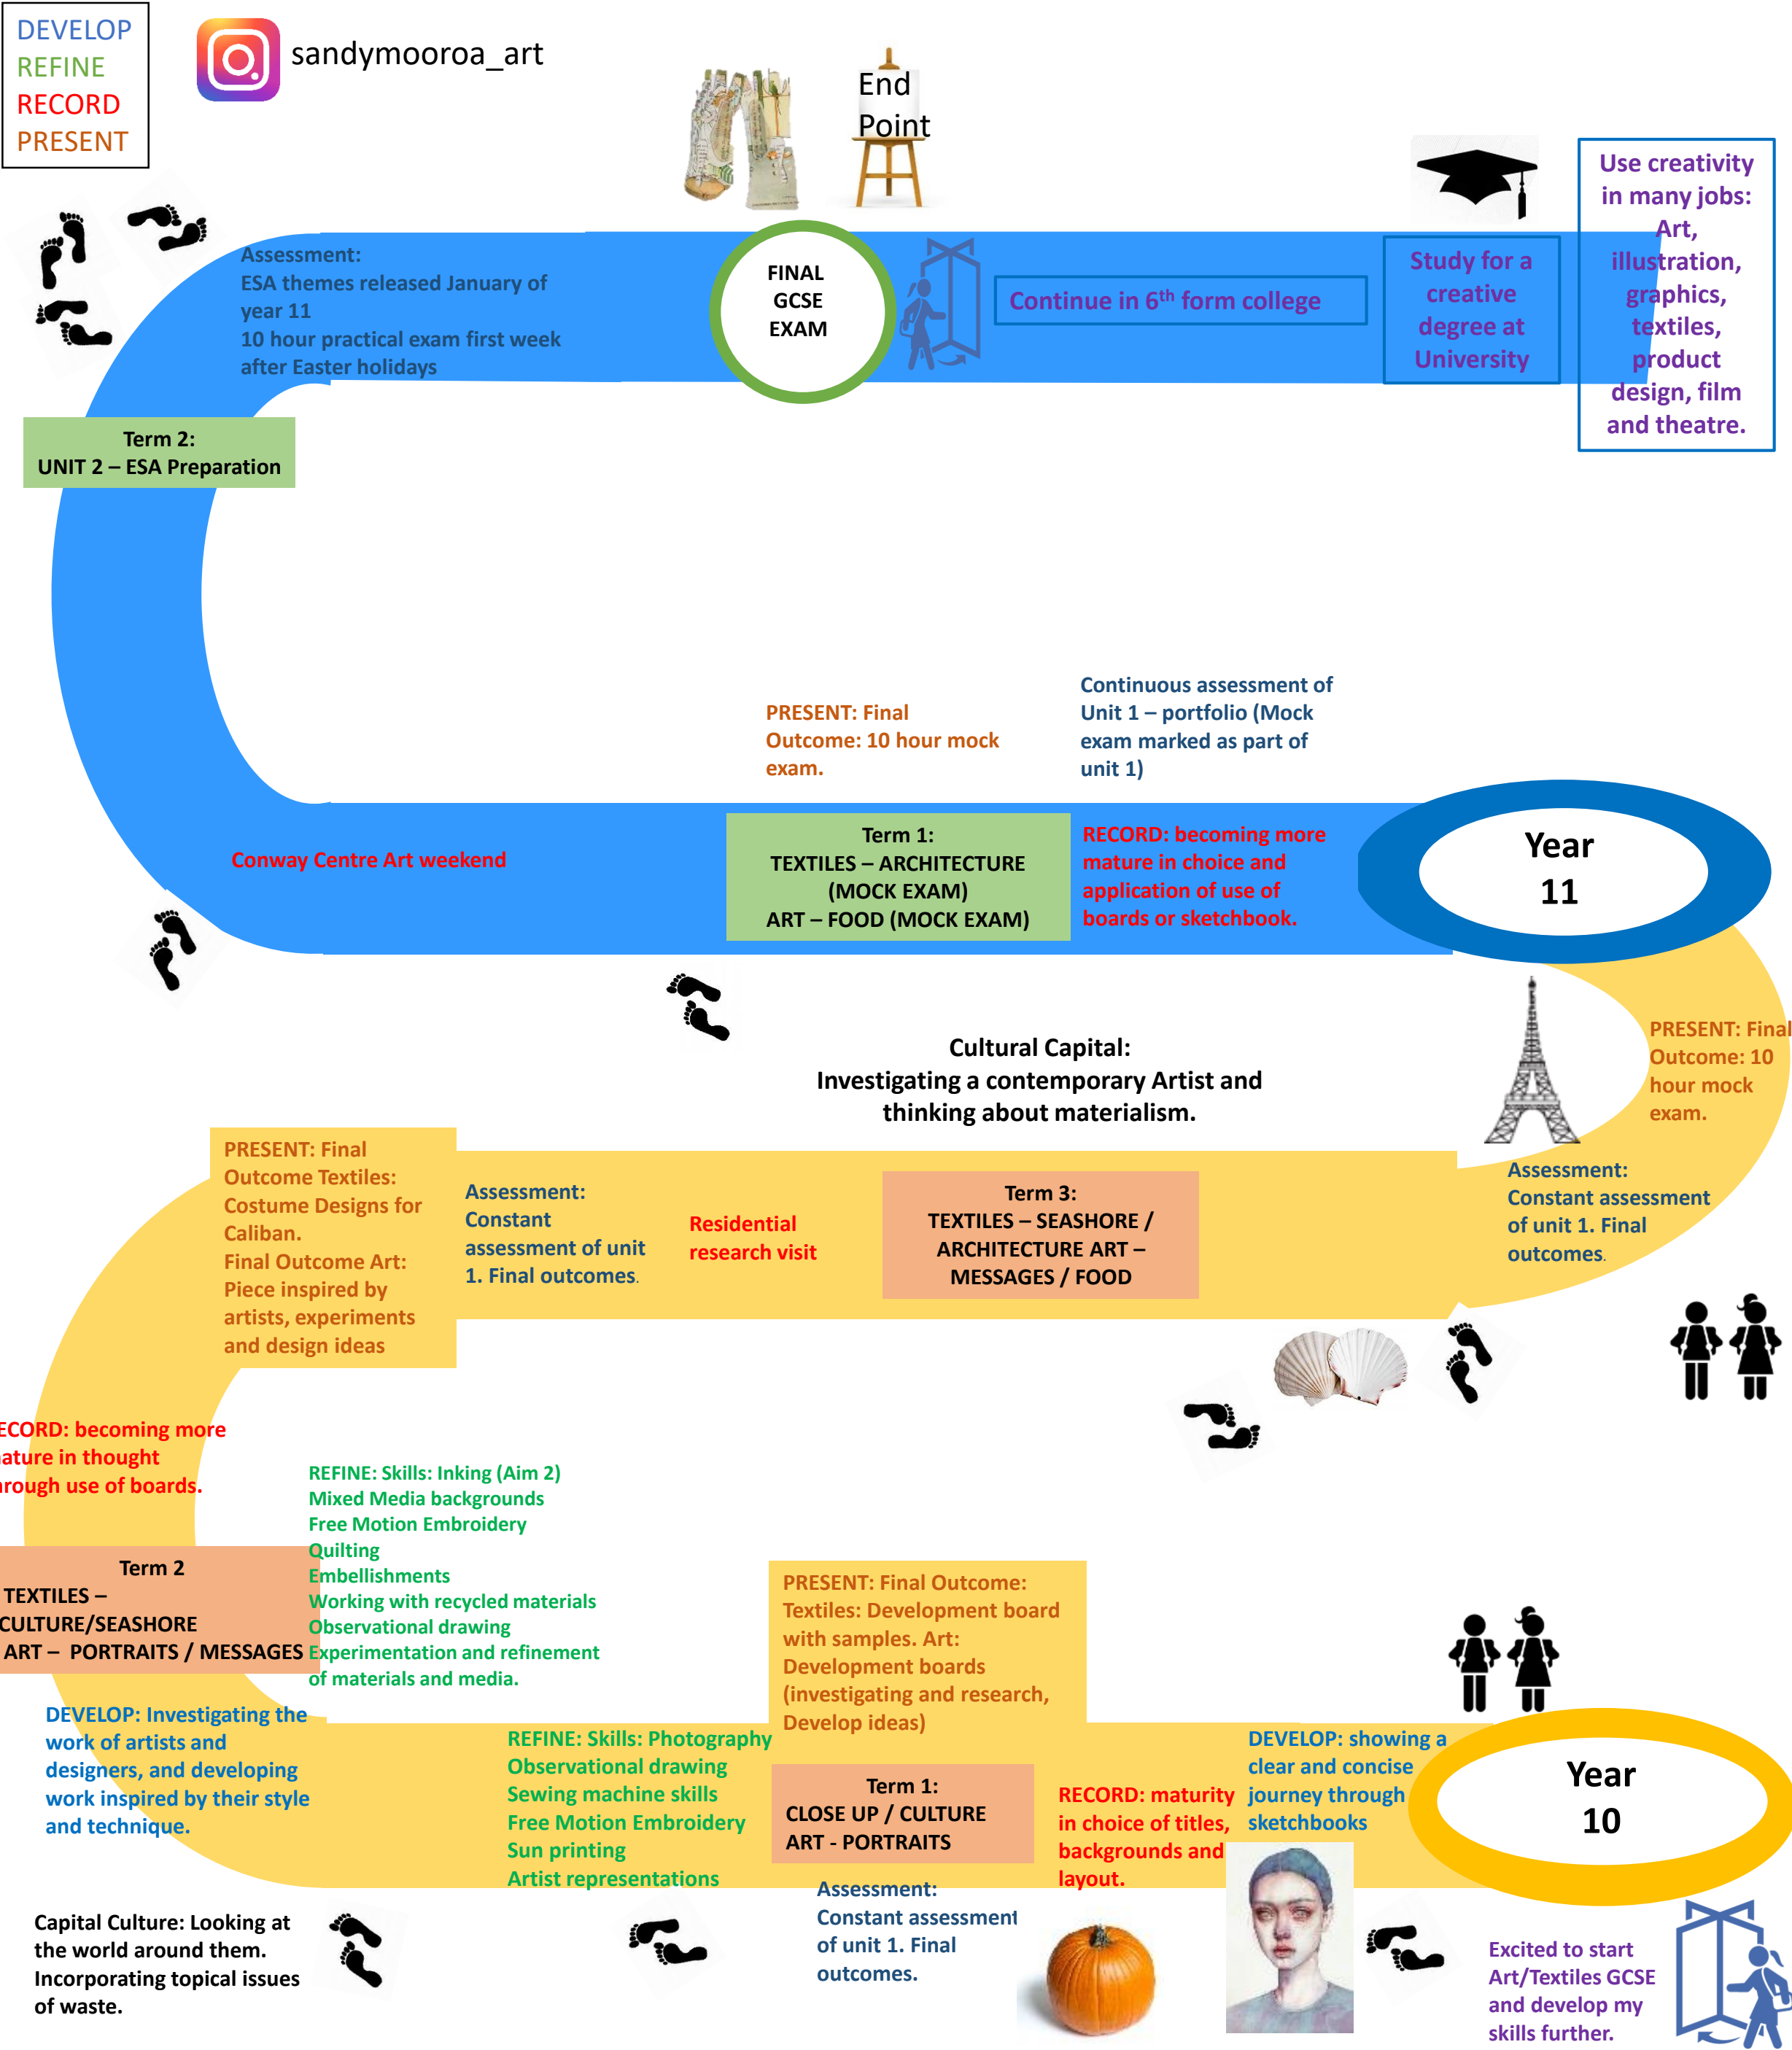 DEVELOP
REFINE
RECORD
PRESENT
sandymooroa_art
End
Point
Use creativity
in many jobs:
Art,
illustration,
graphics,
textiles,
product
design, film
and theatre.
Study for a
creative
degree at
University
Continue in 6th form college
FINAL
GCSE
EXAM
Assessment:
ESA themes released January of
year 11
10 hour practical exam first week
after Easter holidays
Term 2:
UNIT 2 – ESA Preparation
PRESENT: Final
Outcome: 10 hour mock
exam.
Continuous assessment of
Unit 1 – portfolio (Mock
exam marked as part of
unit 1)
Conway Centre Art weekend
Term 1:
TEXTILES – ARCHITECTURE
(MOCK EXAM)
ART – FOOD (MOCK EXAM)
RECORD: becoming more
mature in choice and
application of use of
boards or sketchbook.
Year
11
Cultural Capital:
Investigating a contemporary Artist and
thinking about materialism.
PRESENT: Final
Outcome: 10
hour mock
exam.
PRESENT: Final
Outcome Textiles:
Costume Designs for
Caliban.
Final Outcome Art:
Piece inspired by
artists, experiments
and design ideas
Assessment:
Constant
assessment of unit
1. Final outcomes.
Residential
research visit
Term 3:
TEXTILES – SEASHORE /
ARCHITECTURE ART –
MESSAGES / FOOD
Assessment:
Constant assessment
of unit 1. Final
outcomes.
ECORD: becoming more
ature in thought
rough use of boards.
REFINE: Skills: Inking (Aim 2)
Mixed Media backgrounds
Free Motion Embroidery
Quilting
Embellishments
Working with recycled materials
Observational drawing
Experimentation and refinement
of materials and media.
Term 2
TEXTILES –
CULTURE/SEASHORE
ART – PORTRAITS / MESSAGES
DEVELOP: Investigating the
work of artists and
designers, and developing
work inspired by their style
and technique.
REFINE: Skills: Photography
Observational drawing
Sewing machine skills
Free Motion Embroidery
Sun printing
Artist representations
PRESENT: Final Outcome:
Textiles: Development board
with samples. Art:
Development boards
(investigating and research,
Develop ideas)
Term 1:
CLOSE UP / CULTURE
ART - PORTRAITS
RECORD: maturity
in choice of titles,
backgrounds and
layout.
DEVELOP: showing a
clear and concise
journey through
sketchbooks
Year
10
Assessment:
Constant assessment
of unit 1. Final
outcomes.
Capital Culture: Looking at
the world around them.
Incorporating topical issues
of waste.
Excited to start
Art/Textiles GCSE
and develop my
skills further.